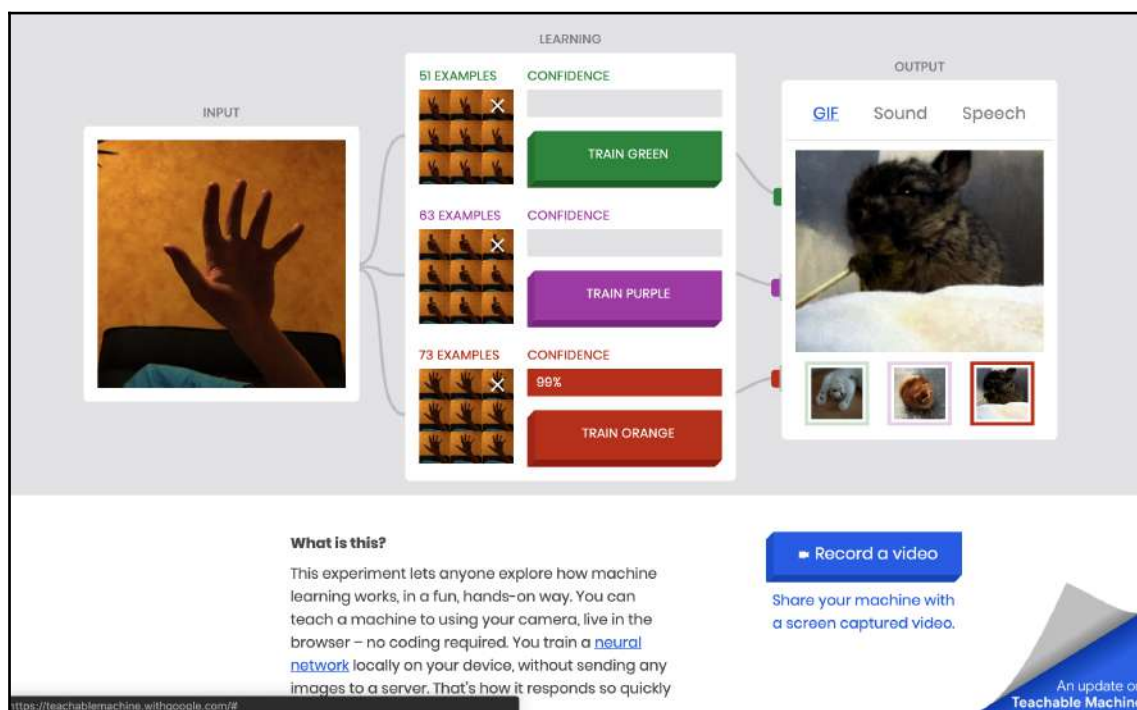 LEARNING
INPUT
OUTPUT
51 EXAMPLES
CONFIDENCE
TRAIN GREEN
63 EXAMPLES
CONFIDENCE
TRAIN PURPLE
73 EXAMPLES
CONFIDENCE
99%
TRAIN ORANGE
GIF Sound Speech
What is this?
This experiment lets anyone explore how machine
learning works, in a fun, hands-on way. You can
teach a machine to using your camera, live in the
browser – no coding required. You train a neural
network locally on your device, without sending any
images to a server. That's how it responds so quickly
Record a video
Share your machine with
a screen captured video.
An update on
Teachable Machine
https://teachablemachine.withgoogle.com/#